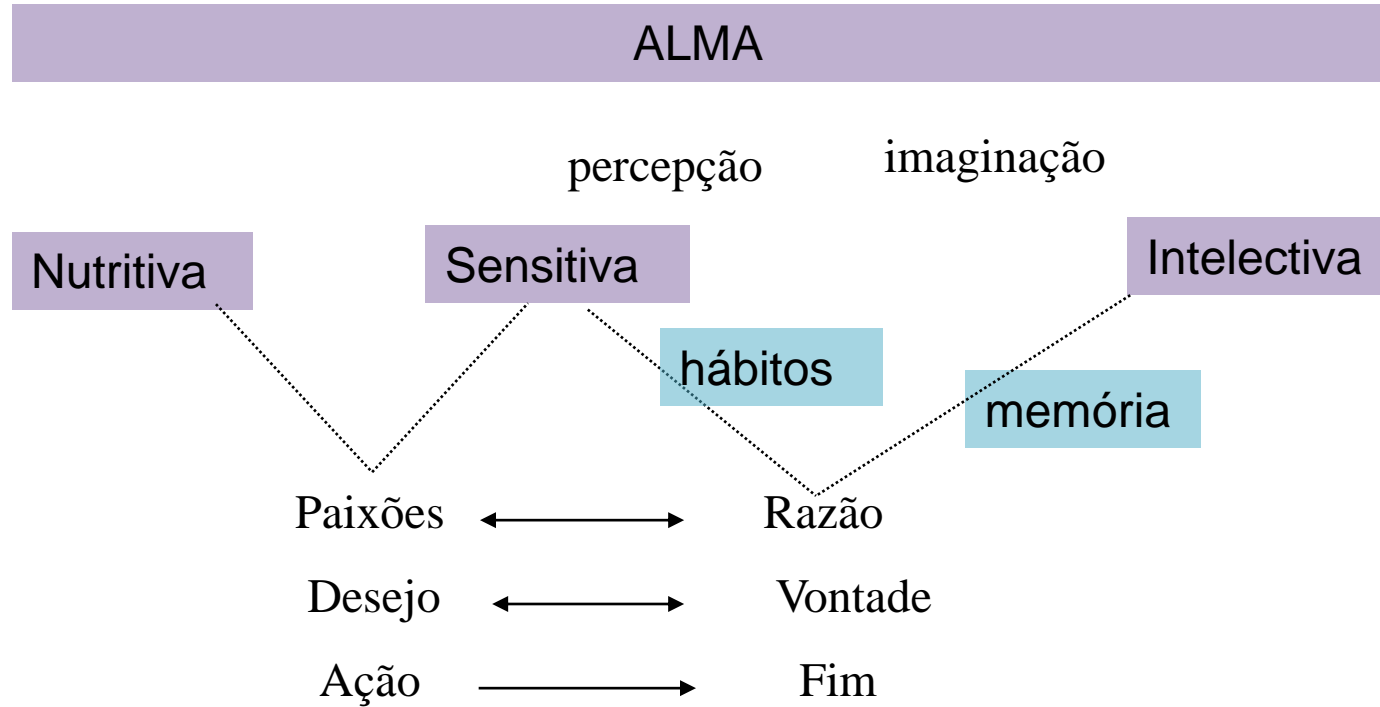 ALMA
percepção imaginação
Nutritiva Sensitiva Intelectiva
hábitos
memória
Paixões Razão
Desejo Vontade
Ação Fim